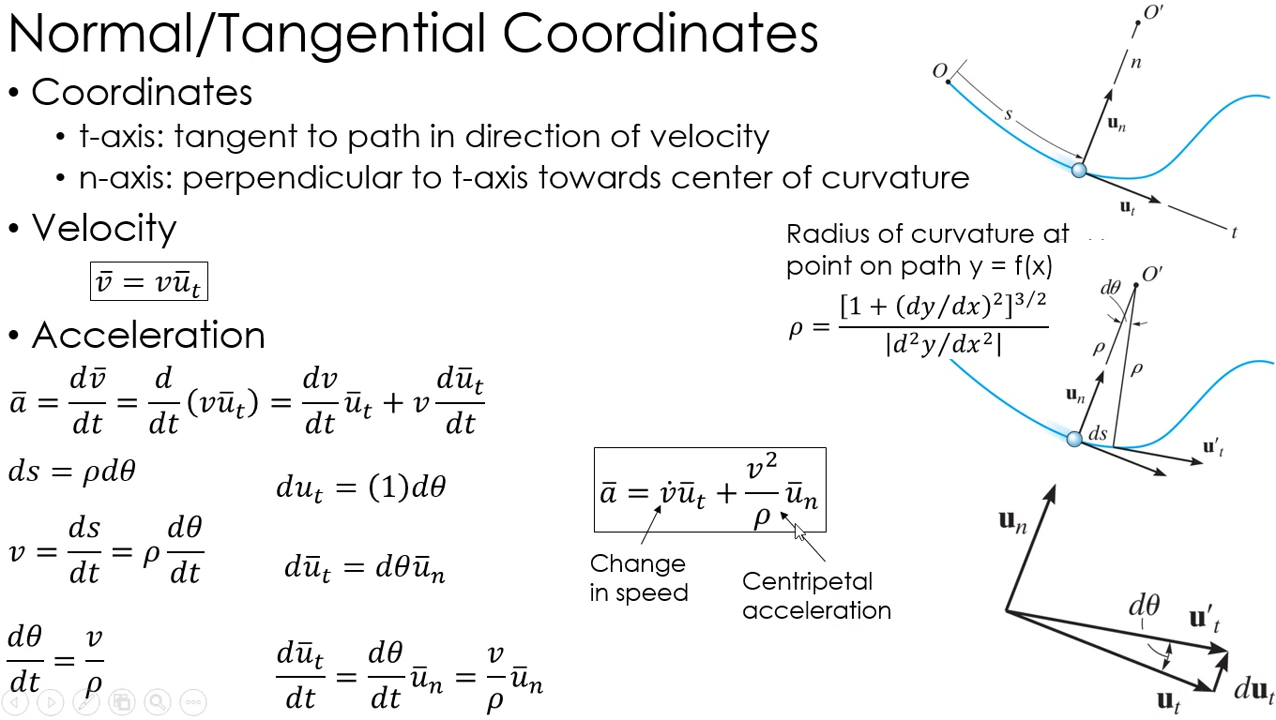 Normal/Tangential Coordinates
• Coordinates
• t-axis: tangent to path in direction of velocity
• n-axis: perpendicular to t-axis towards center of curvature
• Velocity
v̄ = vūₜ
• Acceleration
ā = dv̄/dt = d/dt (vūₜ) = dv/dt ūₜ + v dūₜ/dt
ds = ρdθ
v = ds/dt = ρ dθ/dt
dθ/dt = v/ρ
duₜ = (1)dθ
dūₜ = dθūₙ
dūₜ/dt = dθ/dt ūₙ = v/ρ ūₙ
ā = v̇ūₜ + v²/ρ ūₙ
Change
in speed
Centripetal
acceleration
Radius of curvature at
point on path y = f(x)
ρ = [1 + (dy/dx)²]^{3/2} / |d²y/dx²|
O'
n
O
s
uₙ
uₜ
t
O'
dθ
ρ
ρ
uₙ
ds
u'ₜ
uₙ
dθ
u'ₜ
uₜ
duₜ